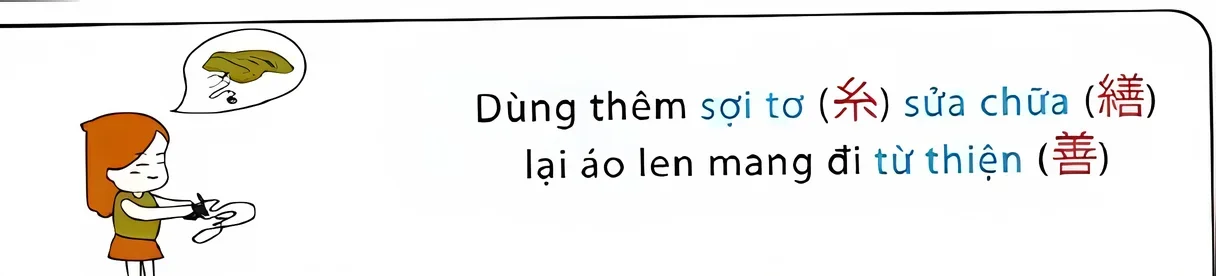 Dùng thêm sợi tơ (糸) sửa chữa (繕)
lại áo len mang đi từ thiện (善)